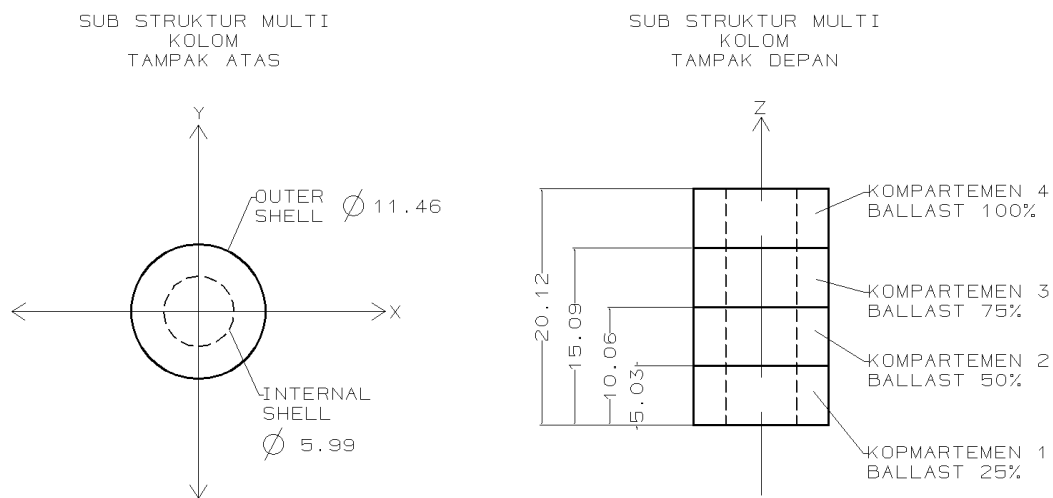 SUB STRUKTUR MULTI
KOLOM
TAMPAK ATAS
Y
OUTER
SHELL Ø 11.46
X
INTERNAL
SHELL
Ø 5.99
SUB STRUKTUR MULTI
KOLOM
TAMPAK DEPAN
Z
20.12
15.09
10.06
5.03
KOMPARTEMEN 4
BALLAST 100%
KOMPARTEMEN 3
BALLAST 75%
KOMPARTEMEN 2
BALLAST 50%
KOPMARTEMEN 1
BALLAST 25%